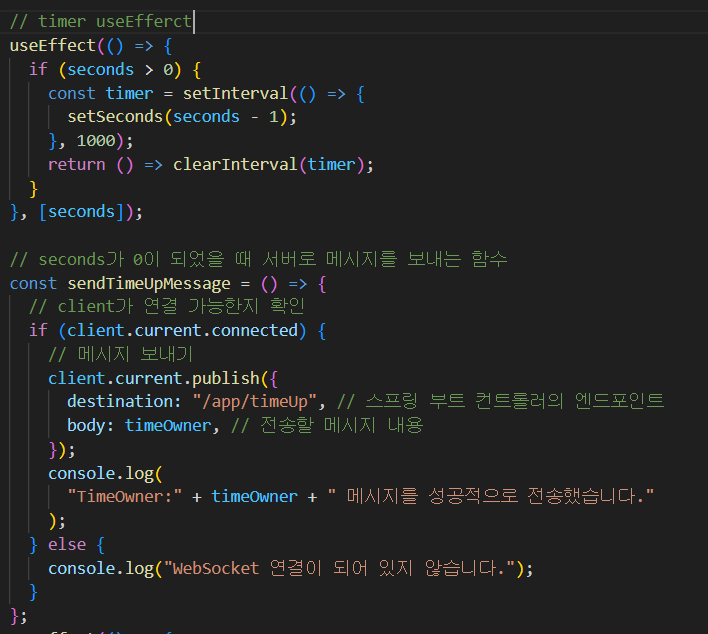 // timer useEfferct
useEffect(() => {
  if (seconds > 0) {
    const timer = setInterval(() => {
      setSeconds(seconds - 1);
    }, 1000);
    return () => clearInterval(timer);
  }
}, [seconds]);

// seconds가 0이 되었을 때 서버로 메시지를 보내는 함수
const sendTimeUpMessage = () => {
  // client가 연결 가능한지 확인
  if (client.current.connected) {
    // 메시지 보내기
    client.current.publish({
      destination: "/app/timeUp", // 스프링 부트 컨트롤러의 엔드포인트
      body: timeOwner, // 전송할 메시지 내용
    });
    console.log(
      "TimeOwner:" + timeOwner + " 메시지를 성공적으로 전송했습니다."
    );
  } else {
    console.log("WebSocket 연결이 되어 있지 않습니다.");
  }
};